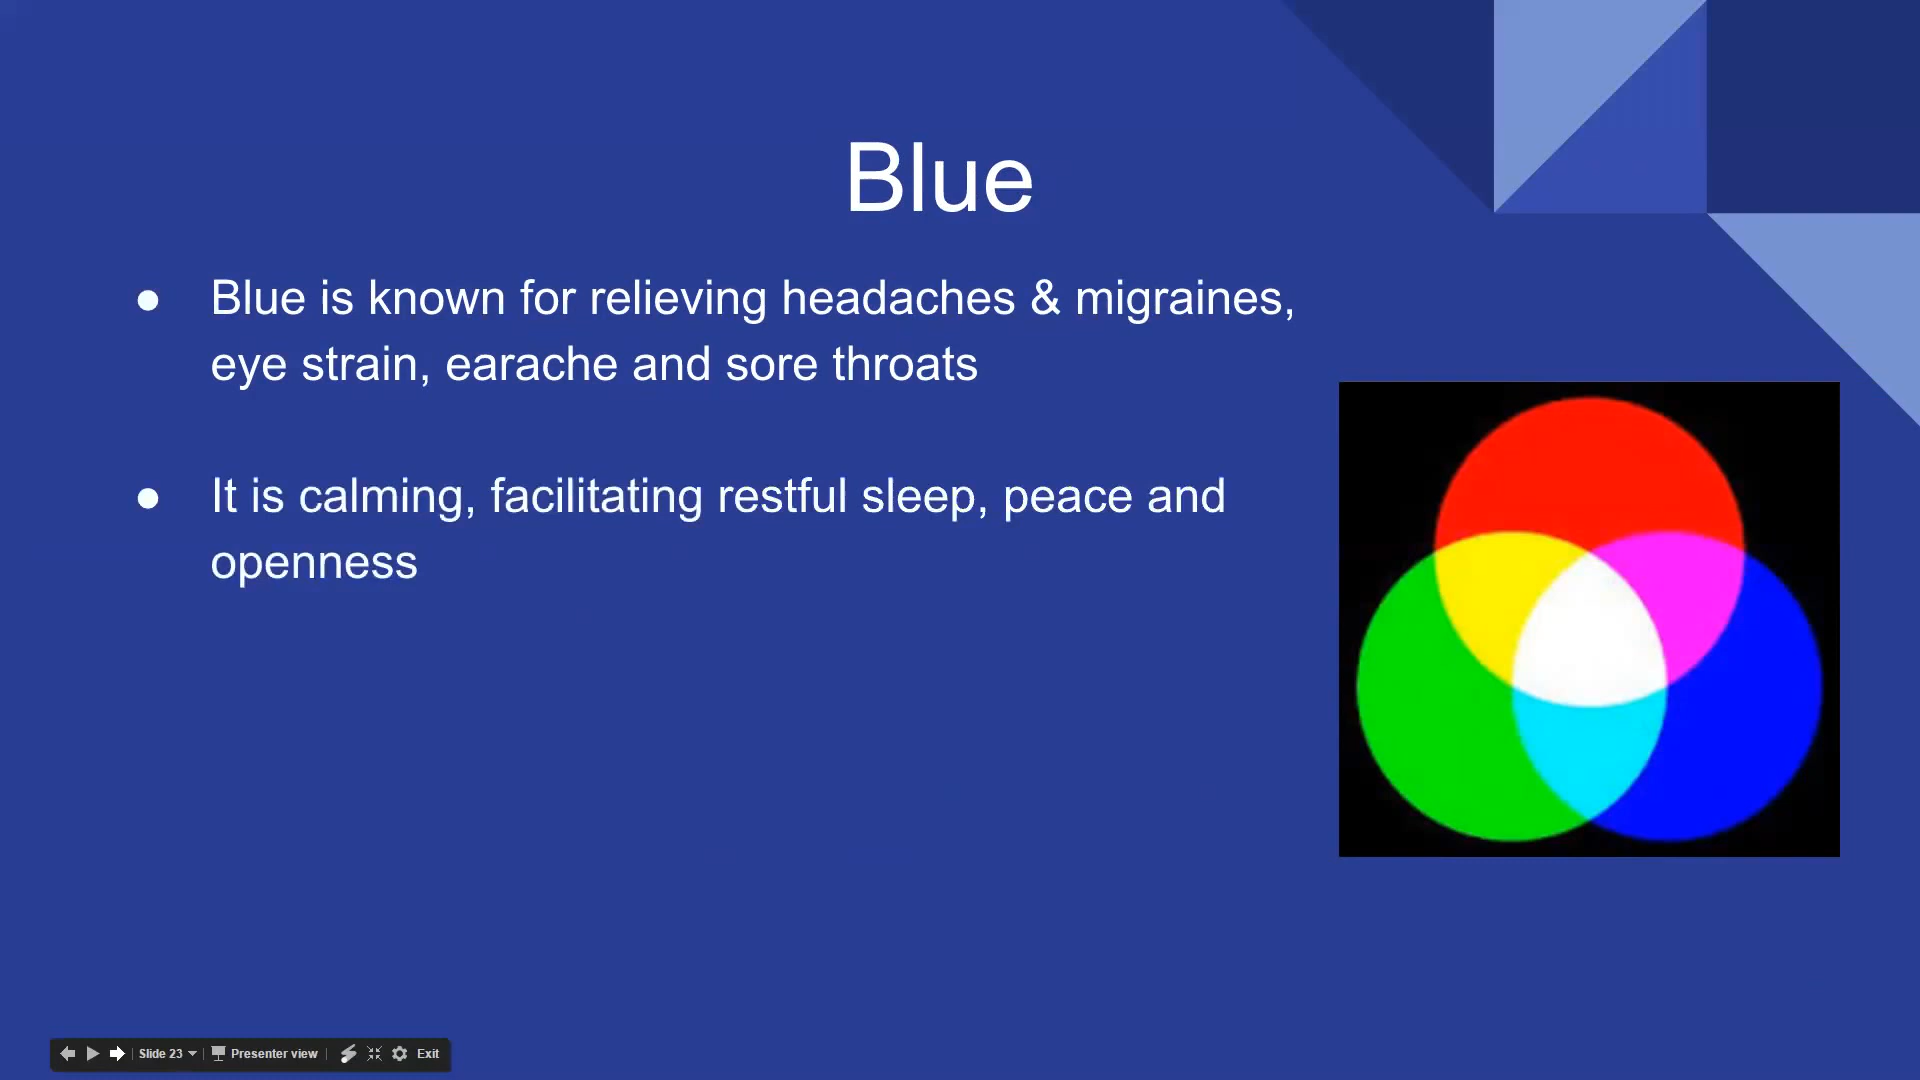 Blue
● Blue is known for relieving headaches & migraines,
eye strain, earache and sore throats
● It is calming, facilitating restful sleep, peace and
openness
Slide 23 Presenter view Exit